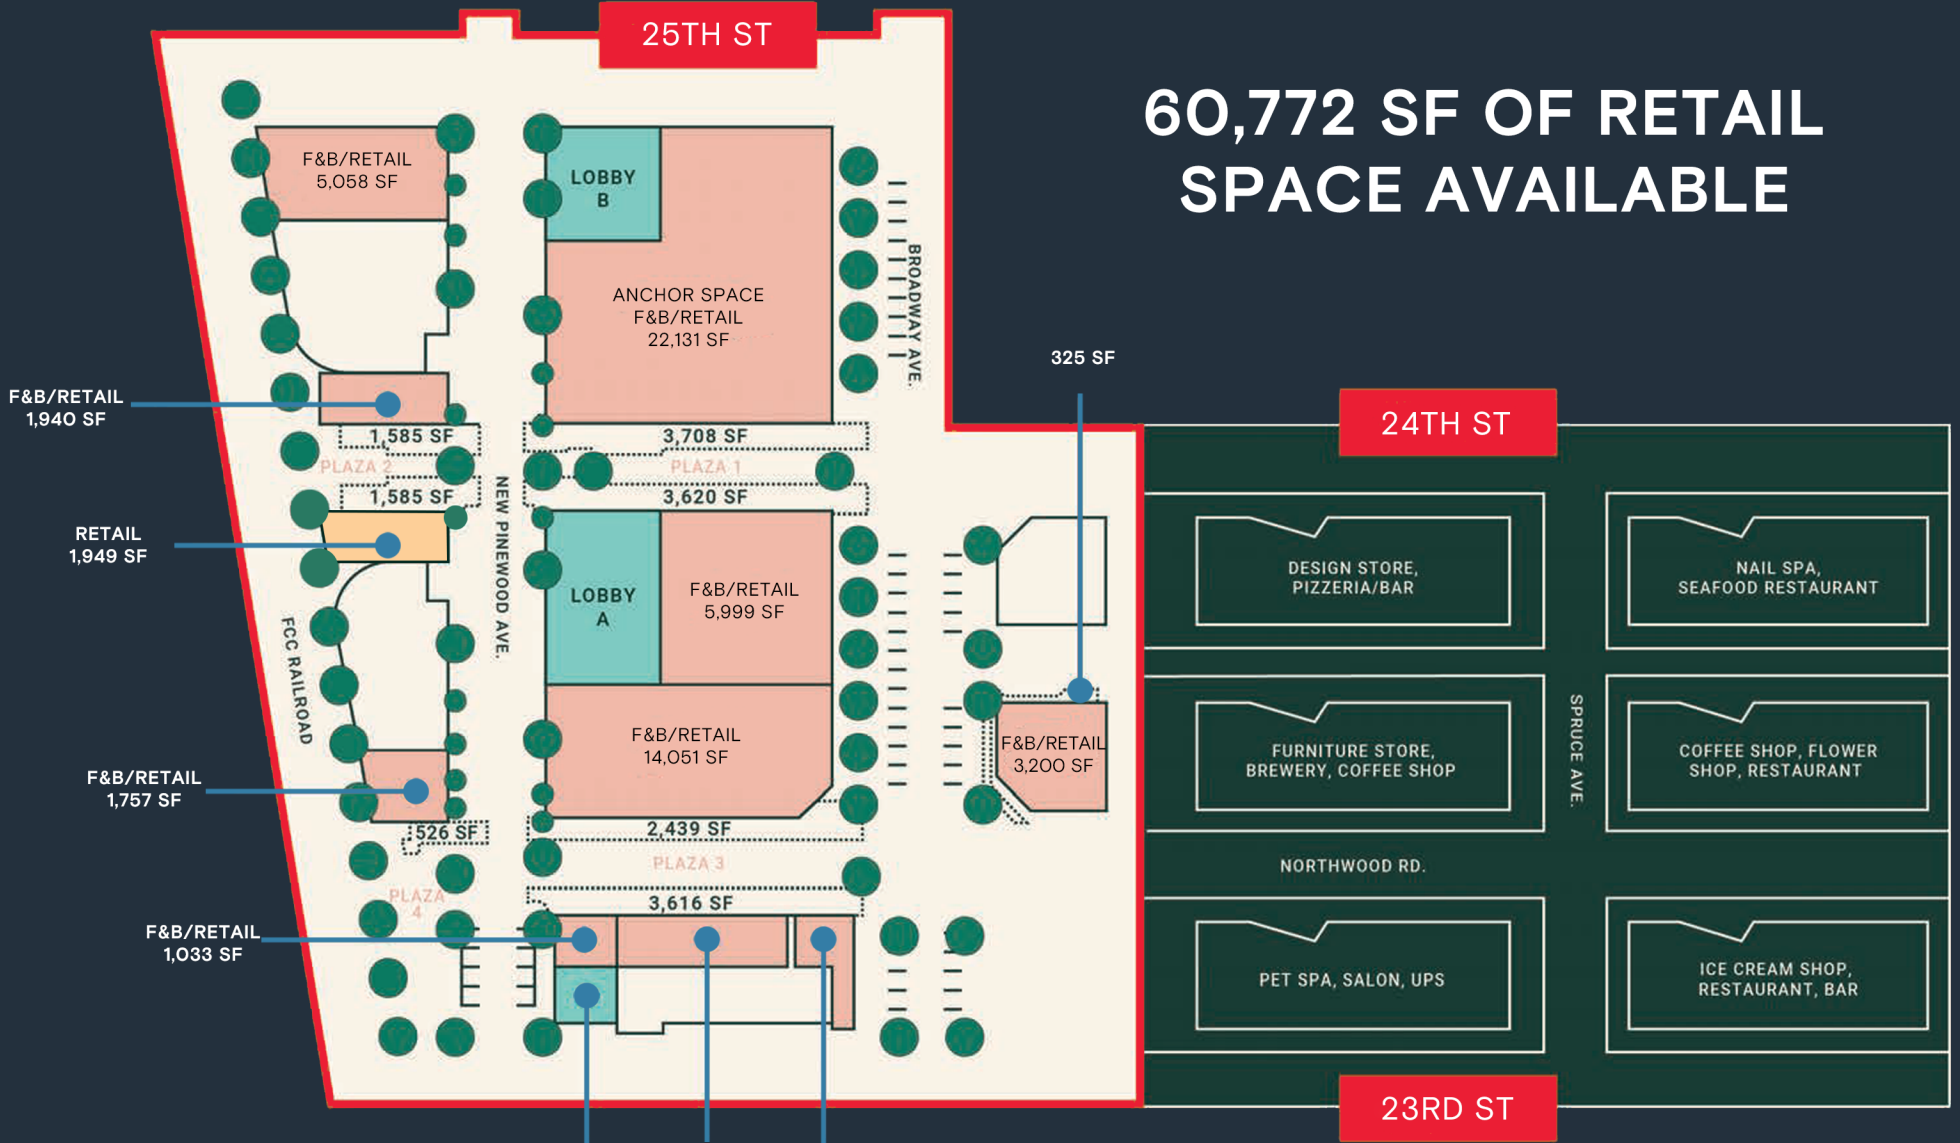 25TH ST
60,772 SF OF RETAIL
SPACE AVAILABLE
F&B/RETAIL
5,058 SF
LOBBY
B
ANCHOR SPACE
F&B/RETAIL
22,131 SF
BROADWAY AVE.
325 SF
F&B/RETAIL
1,940 SF
24TH ST
1,585 SF
3,708 SF
PLAZA 2
PLAZA 1
1,585 SF
3,620 SF
NEW PINEWOOD AVE.
RETAIL
1,949 SF
LOBBY
A
F&B/RETAIL
5,999 SF
DESIGN STORE,
PIZZERIA/BAR
NAIL SPA,
SEAFOOD RESTAURANT
FCC RAILROAD
F&B/RETAIL
14,051 SF
F&B/RETAIL
3,200 SF
FURNITURE STORE,
BREWERY, COFFEE SHOP
SPRUCE AVE.
COFFEE SHOP, FLOWER
SHOP, RESTAURANT
F&B/RETAIL
1,757 SF
526 SF
2,439 SF
PLAZA 3
NORTHWOOD RD.
PLAZA
4
3,616 SF
F&B/RETAIL
1,033 SF
PET SPA, SALON, UPS
ICE CREAM SHOP,
RESTAURANT, BAR
23RD ST